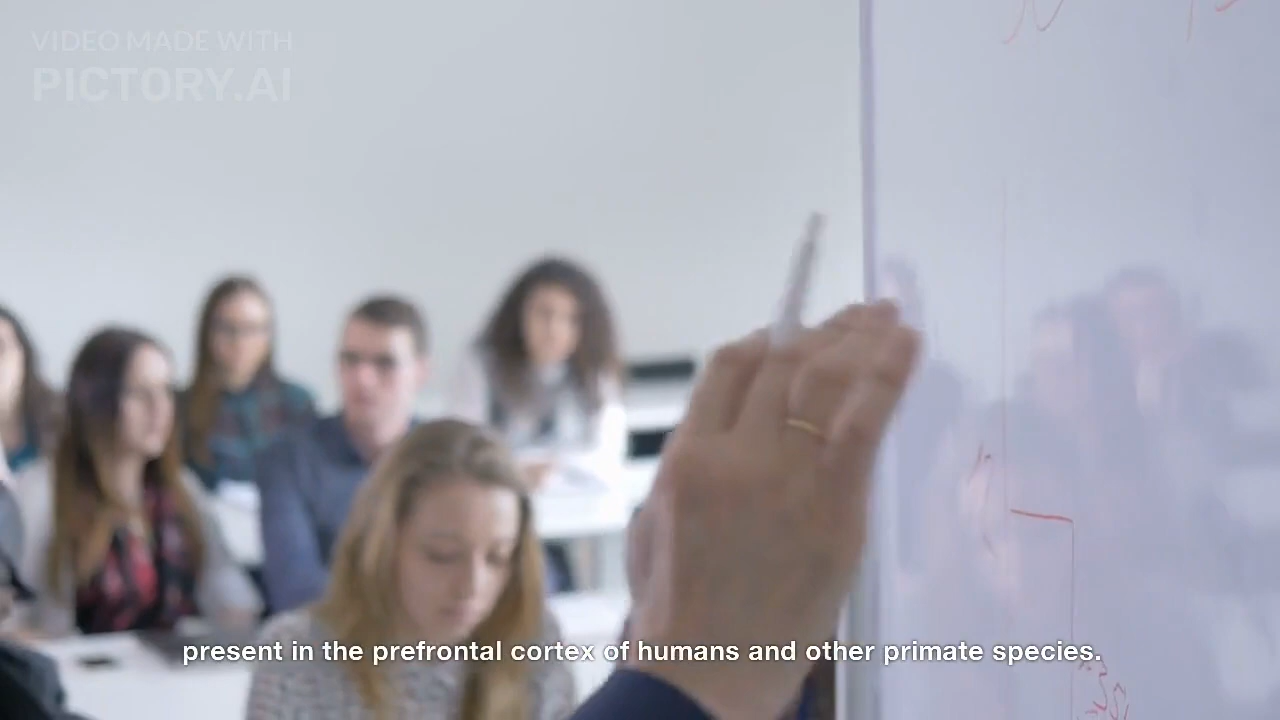 VIDEO MADE WITH
PICTORY.AI
present in the prefrontal cortex of humans and other primate species.